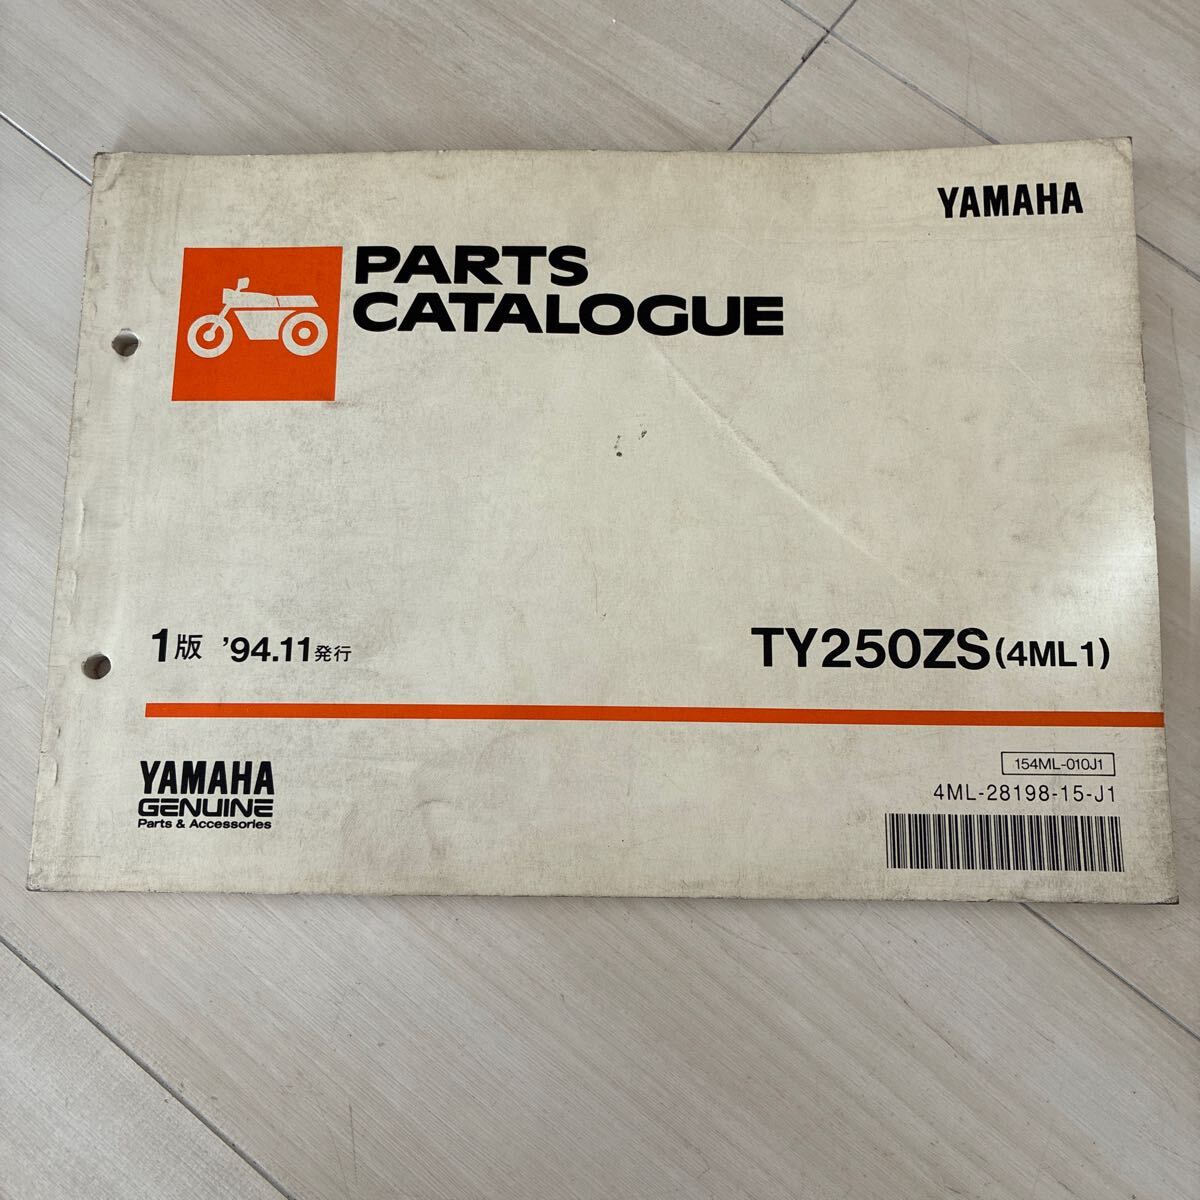 YAMAHA
PARTS
CATALOGUE
1版 '94.11発行
TY250ZS(4ML1)
154ML-010J1
4ML-28198-15-J1
YAMAHA
GENUINE
Parts & Accessories